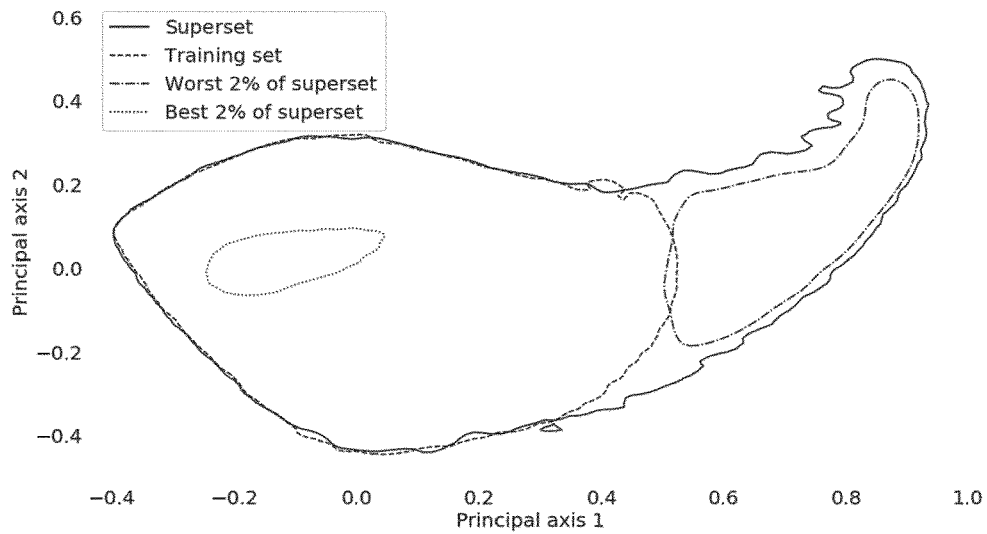 0.6
Superset
Training set
Worst 2% of superset
Best 2% of superset
0.4
0.2
0.0
−0.2
−0.4
Principal axis 2
−0.4 −0.2 0.0 0.2 0.4 0.6 0.8 1.0
Principal axis 1